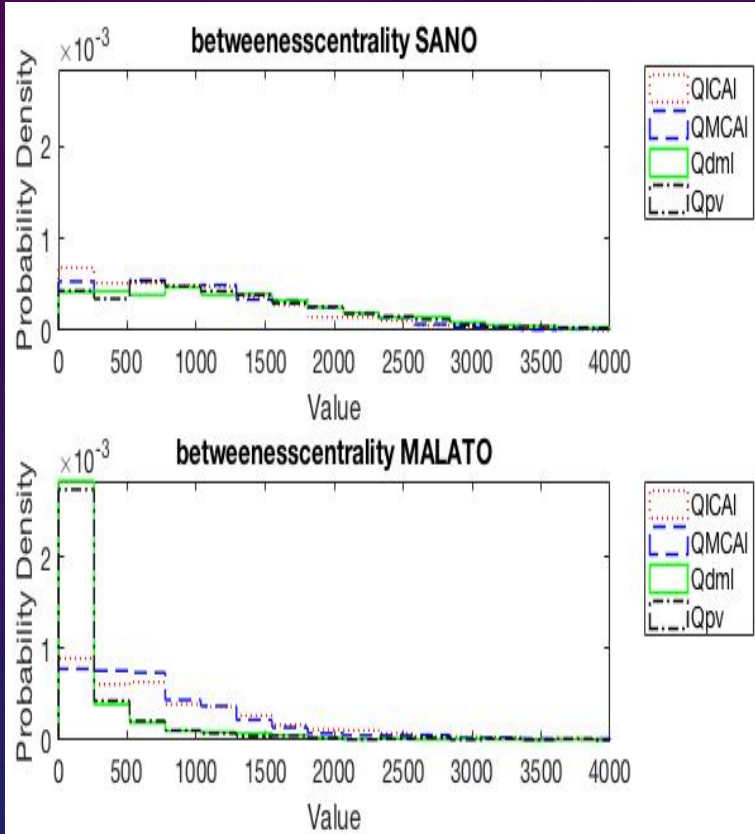 ×10⁻³
betweenesscentrality SANO
Probability Density
2
1
0
0 500 1000 1500 2000 2500 3000 3500 4000
Value
QICAI
QMCAI
Qdml
Qpv
×10⁻³
betweenesscentrality MALATO
Probability Density
2
1
0
0 500 1000 1500 2000 2500 3000 3500 4000
Value
QICAI
QMCAI
Qdml
Qpv